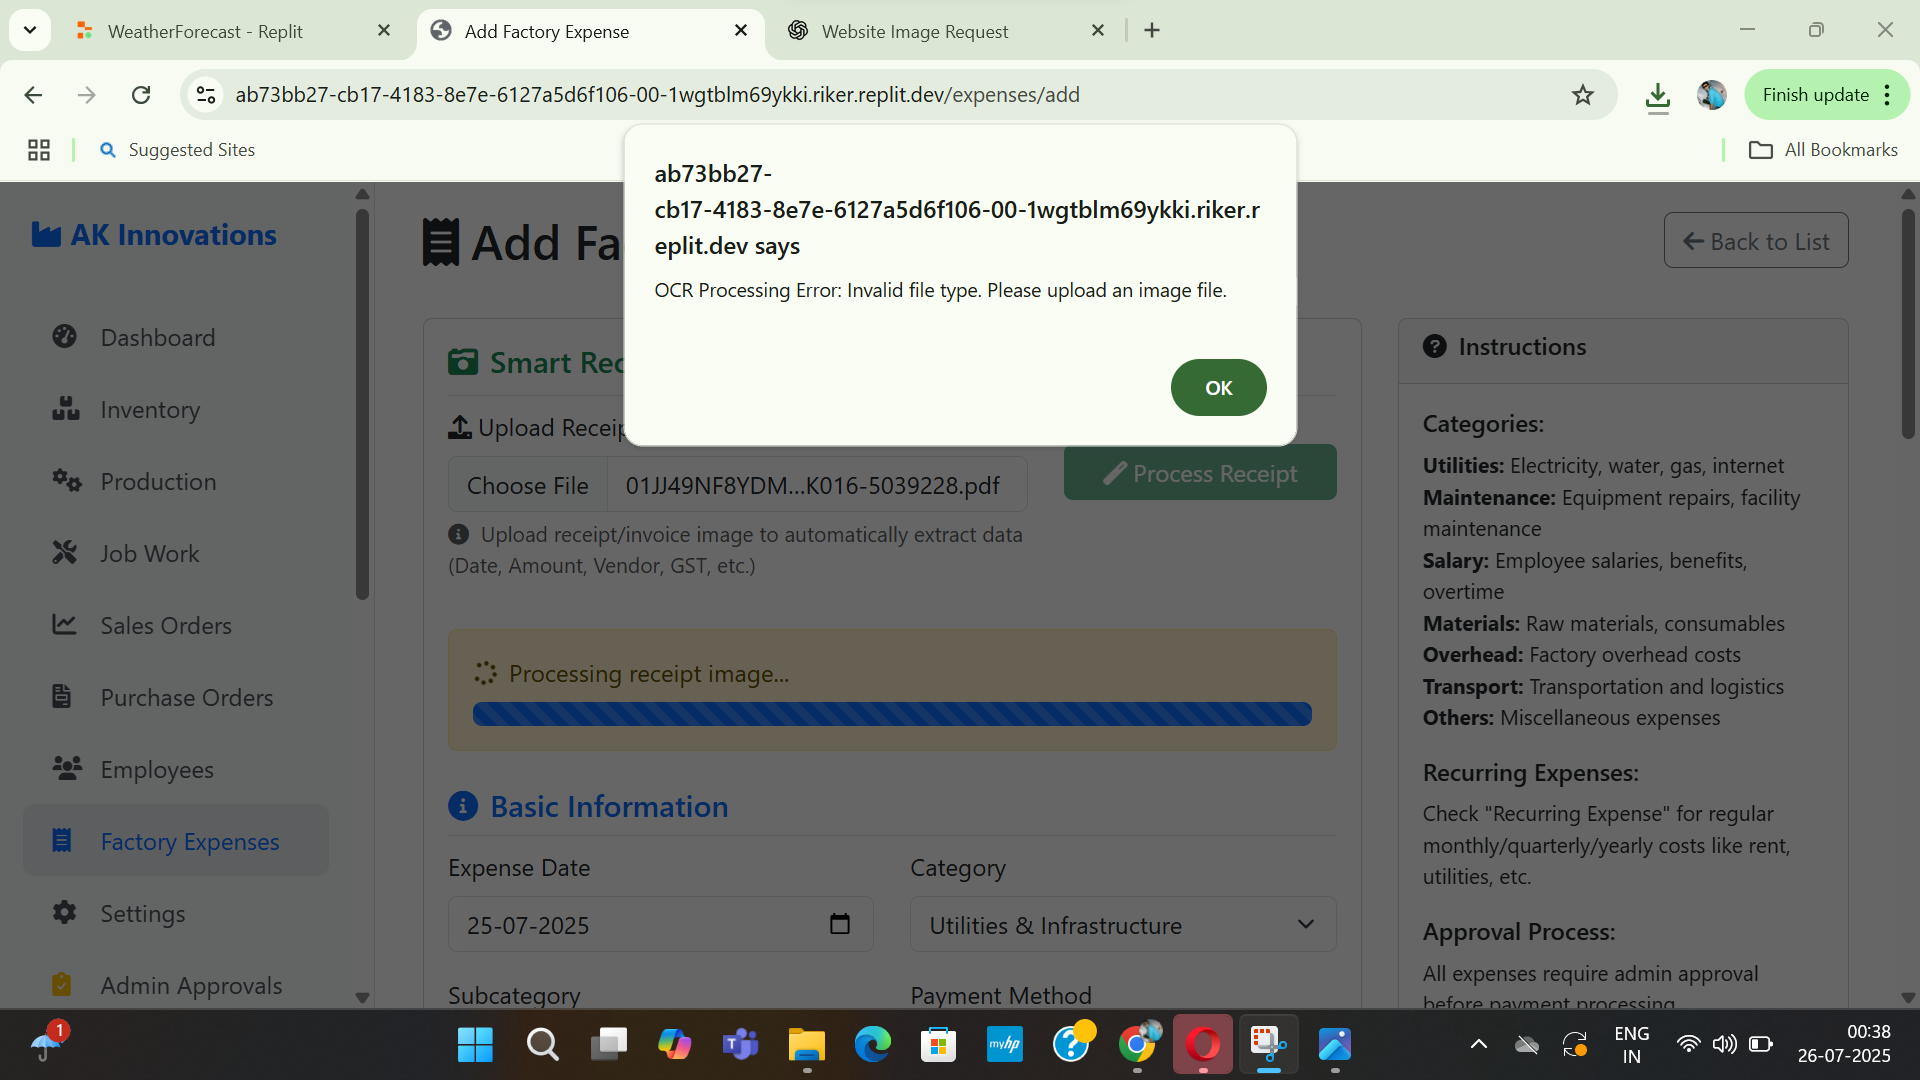 WeatherForecast - Replit
Add Factory Expense
Website Image Request
ab73bb27-cb17-4183-8e7e-6127a5d6f106-00-1wgtblm69ykki.riker.replit.dev/expenses/add
Finish update
Suggested Sites
All Bookmarks
ab73bb27-
cb17-4183-8e7e-6127a5d6f106-00-1wgtblm69ykki.riker.r
eplit.dev says
OCR Processing Error: Invalid file type. Please upload an image file.
OK
AK Innovations
Dashboard
Inventory
Production
Job Work
Sales Orders
Purchase Orders
Employees
Factory Expenses
Settings
Admin Approvals
Add Fa
Back to List
Smart Rec
Upload Receip
Choose File
01JJ49NF8YDM...K016-5039228.pdf
Process Receipt
Upload receipt/invoice image to automatically extract data
(Date, Amount, Vendor, GST, etc.)
Processing receipt image...
Basic Information
Expense Date
Category
25-07-2025
Utilities & Infrastructure
Subcategory
Payment Method
Instructions
Categories:
Utilities: Electricity, water, gas, internet
Maintenance: Equipment repairs, facility
maintenance
Salary: Employee salaries, benefits,
overtime
Materials: Raw materials, consumables
Overhead: Factory overhead costs
Transport: Transportation and logistics
Others: Miscellaneous expenses
Recurring Expenses:
Check "Recurring Expense" for regular
monthly/quarterly/yearly costs like rent,
utilities, etc.
Approval Process:
All expenses require admin approval
before payment processing
1
myhp
ENG
IN
00:38
26-07-2025